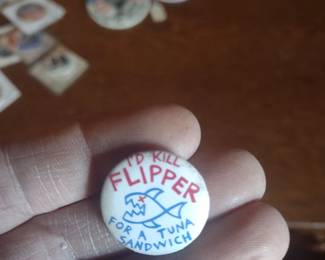 I'D KILL
FLIPPER
FOR A TUNA
SANDWICH